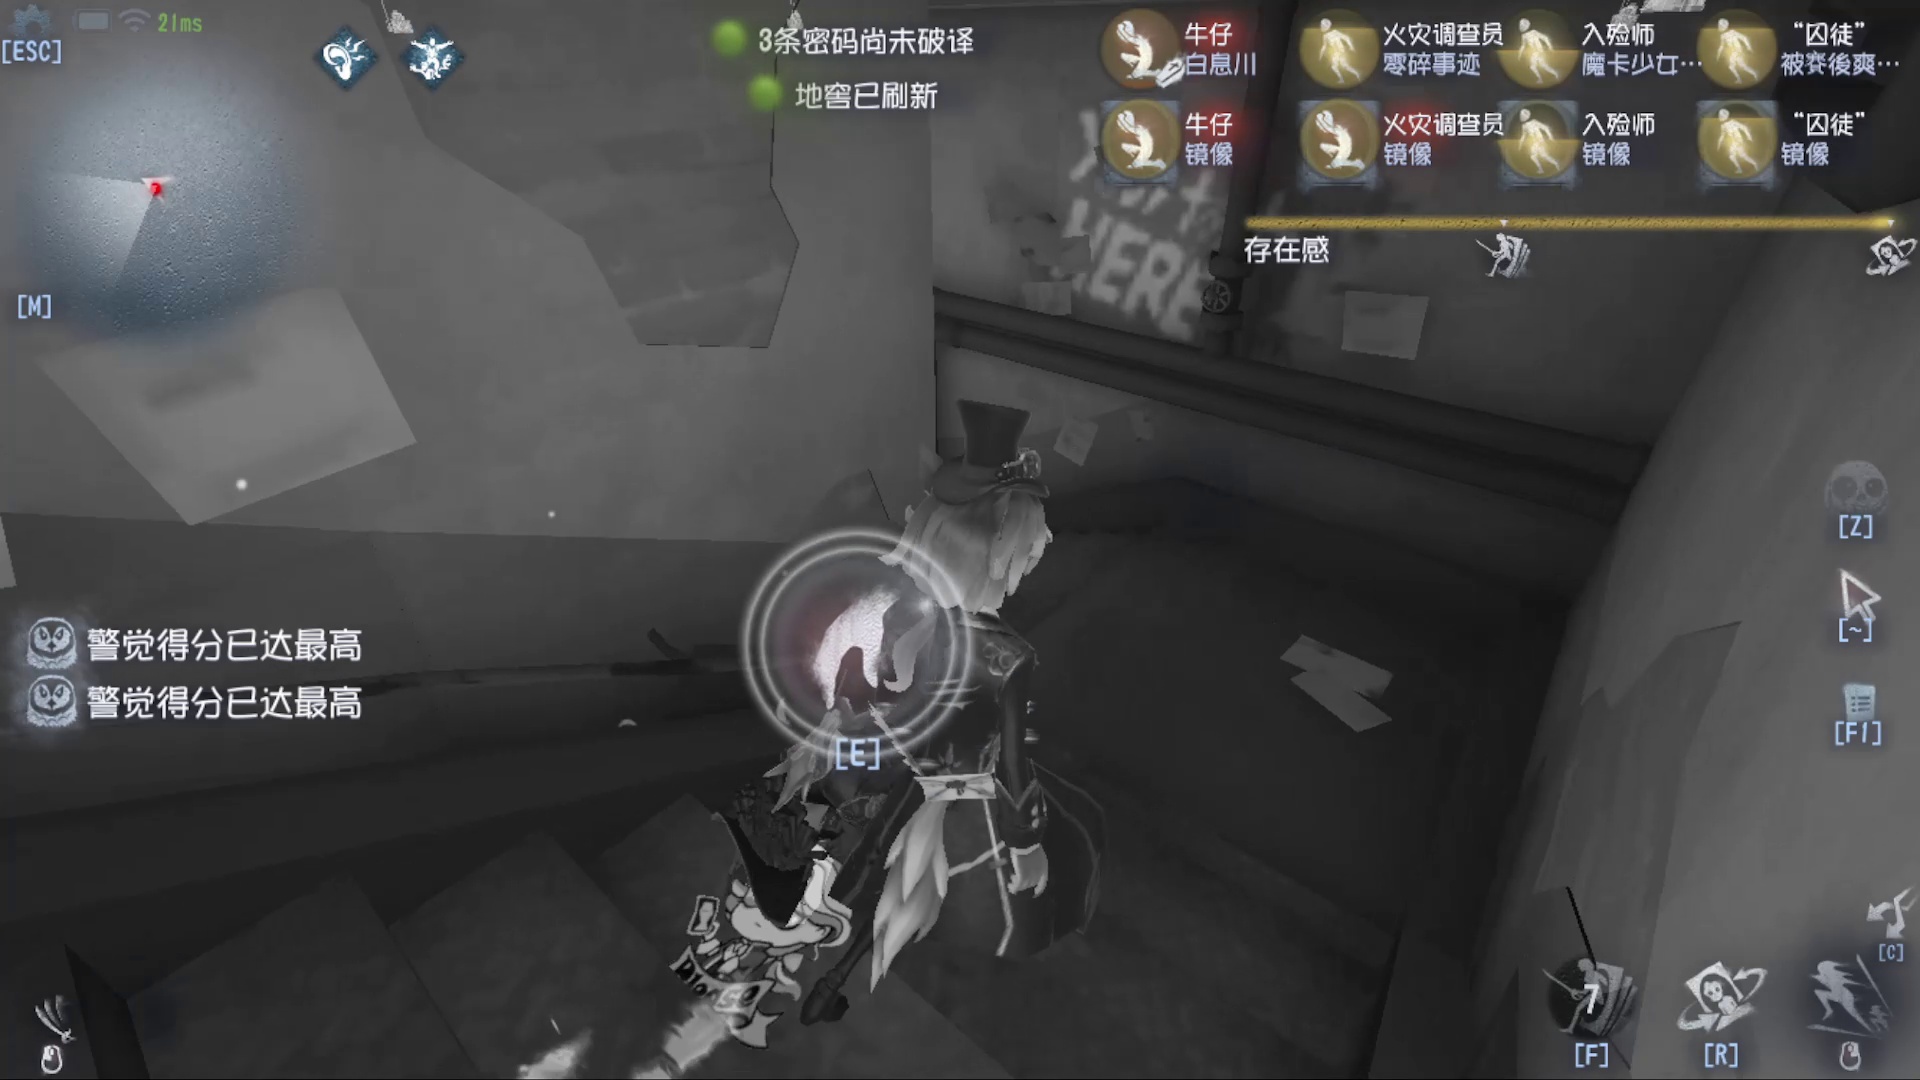 21ms
[ESC]
3条密码尚未破译
地窖已刷新
牛仔
白息川
火灾调查员
零碎事迹
入殓师
魔卡少女…
“囚徒”
被赛後爽…
牛仔
镜像
火灾调查员
镜像
入殓师
镜像
“囚徒”
镜像
存在感
[M]
HERE
[Z]
[~]
[F1]
警觉得分已达最高
警觉得分已达最高
[E]
[C]
7
[F]
[R]